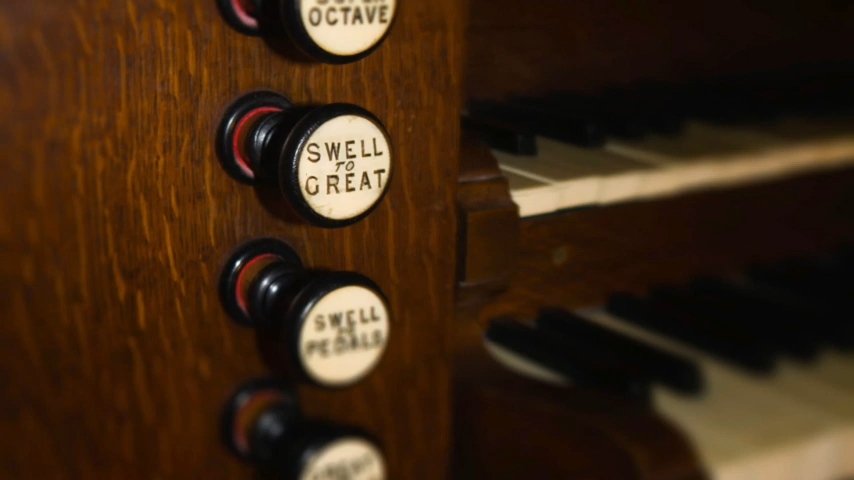 OCTAVE
SWELL
TO
GREAT
SWELL
TO
PEDALS